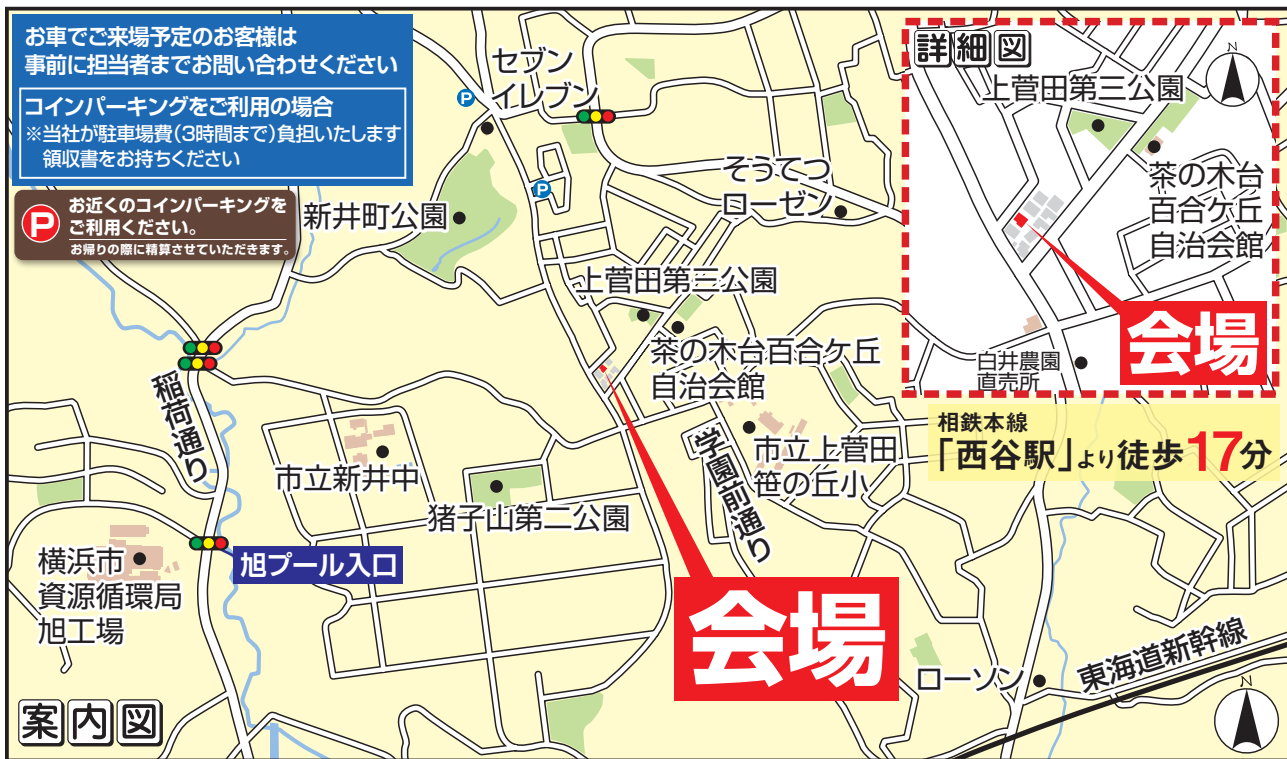 お車でご来場予定のお客様は
事前に担当者までお問い合わせください
コインパーキングをご利用の場合
※当社が駐車場費(3時間まで)負担いたします
領収書をお持ちください
P
お近くのコインパーキングを
ご利用ください。
お帰りの際に精算させていただきます。
セブン
イレブン
P
P
新井町公園
そうてつ
ローゼン
上菅田第三公園
茶の木台百合ケ丘
自治会館
稲荷通り
市立新井中
猪子山第二公園
学園前通り
市立上菅田
笹の丘小
横浜市
資源循環局
旭工場
旭プール入口
会場
ローソン
東海道新幹線
N
案内図
詳細図
N
上菅田第三公園
茶の木台
百合ケ丘
自治会館
会場
白井農園
直売所
相鉄本線
「西谷駅」より徒歩17分